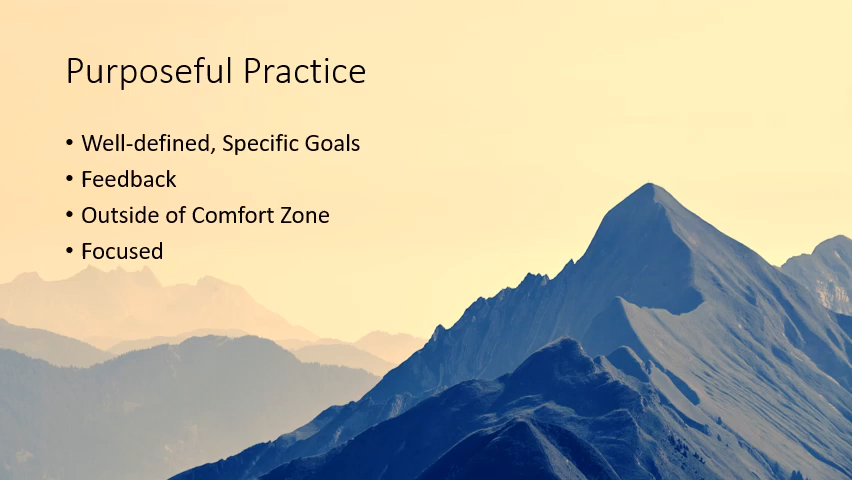 Purposeful Practice
• Well-defined, Specific Goals
• Feedback
• Outside of Comfort Zone
• Focused